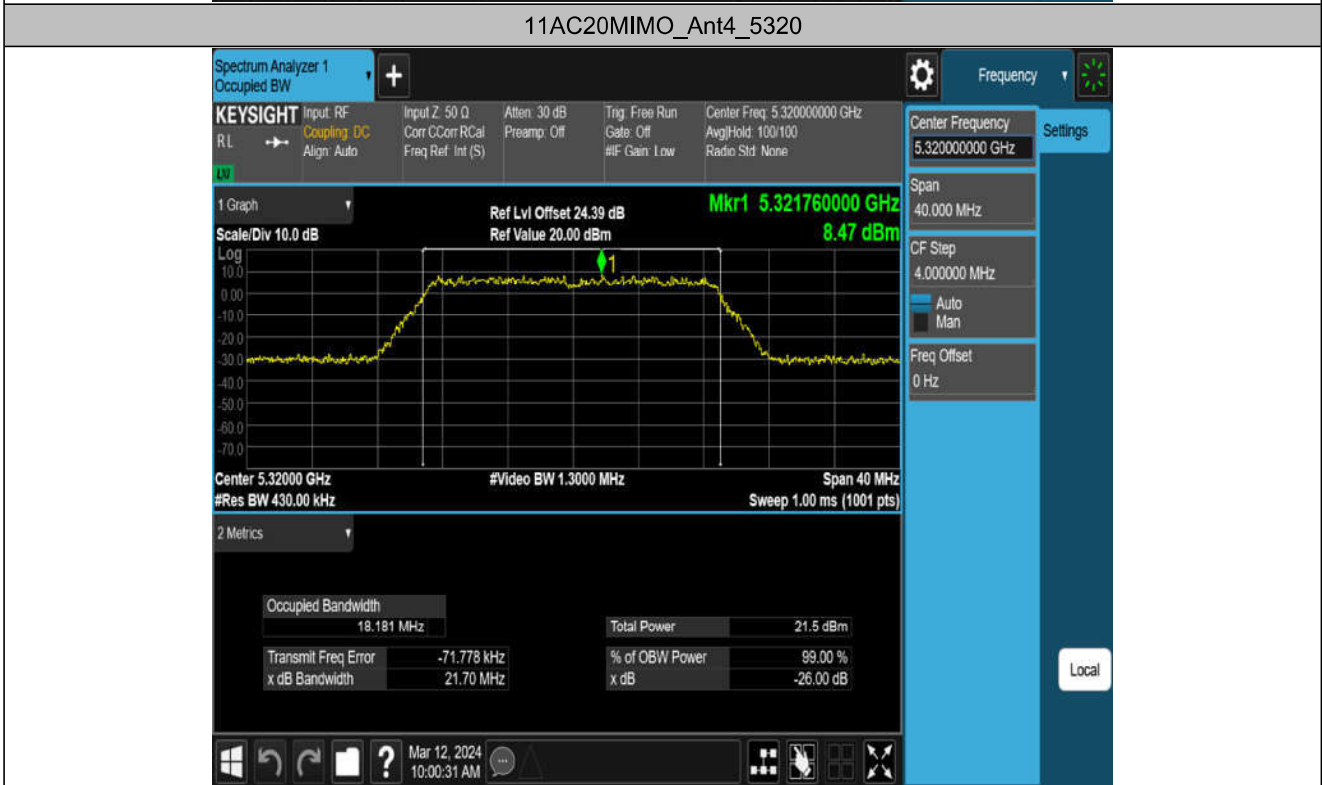 11AC20MIMO_Ant4_5320
Spectrum Analyzer 1
Occupied BW
+
Frequency
KEYSIGHT
RL
LXI
Input: RF
Coupling: DC
Align: Auto
Input Z: 50 Ω
Corr CCorr RCal
Freq Ref: Int (S)
Atten: 30 dB
Preamp: Off
Trig: Free Run
Gate: Off
#IF Gain: Low
Center Freq: 5.320000000 GHz
Avg|Hold: 100/100
Radio Std: None
Center Frequency
5.320000000 GHz
Settings
Span
40.000 MHz
CF Step
4.000000 MHz
Auto
Man
Freq Offset
0 Hz
Local
1 Graph
Scale/Div 10.0 dB
Ref Lvl Offset 24.39 dB
Ref Value 20.00 dBm
Mkr1 5.321760000 GHz
8.47 dBm
Log
1
10.0
0.00
-10.0
-20.0
-30.0
-40.0
-50.0
-60.0
-70.0
Center 5.32000 GHz
#Video BW 1.3000 MHz
Span 40 MHz
#Res BW 430.00 kHz
Sweep 1.00 ms (1001 pts)
2 Metrics
Occupied Bandwidth
18.181 MHz
Total Power 21.5 dBm
Transmit Freq Error -71.778 kHz
% of OBW Power 99.00 %
x dB Bandwidth 21.70 MHz
x dB -26.00 dB
?
Mar 12, 2024
10:00:31 AM